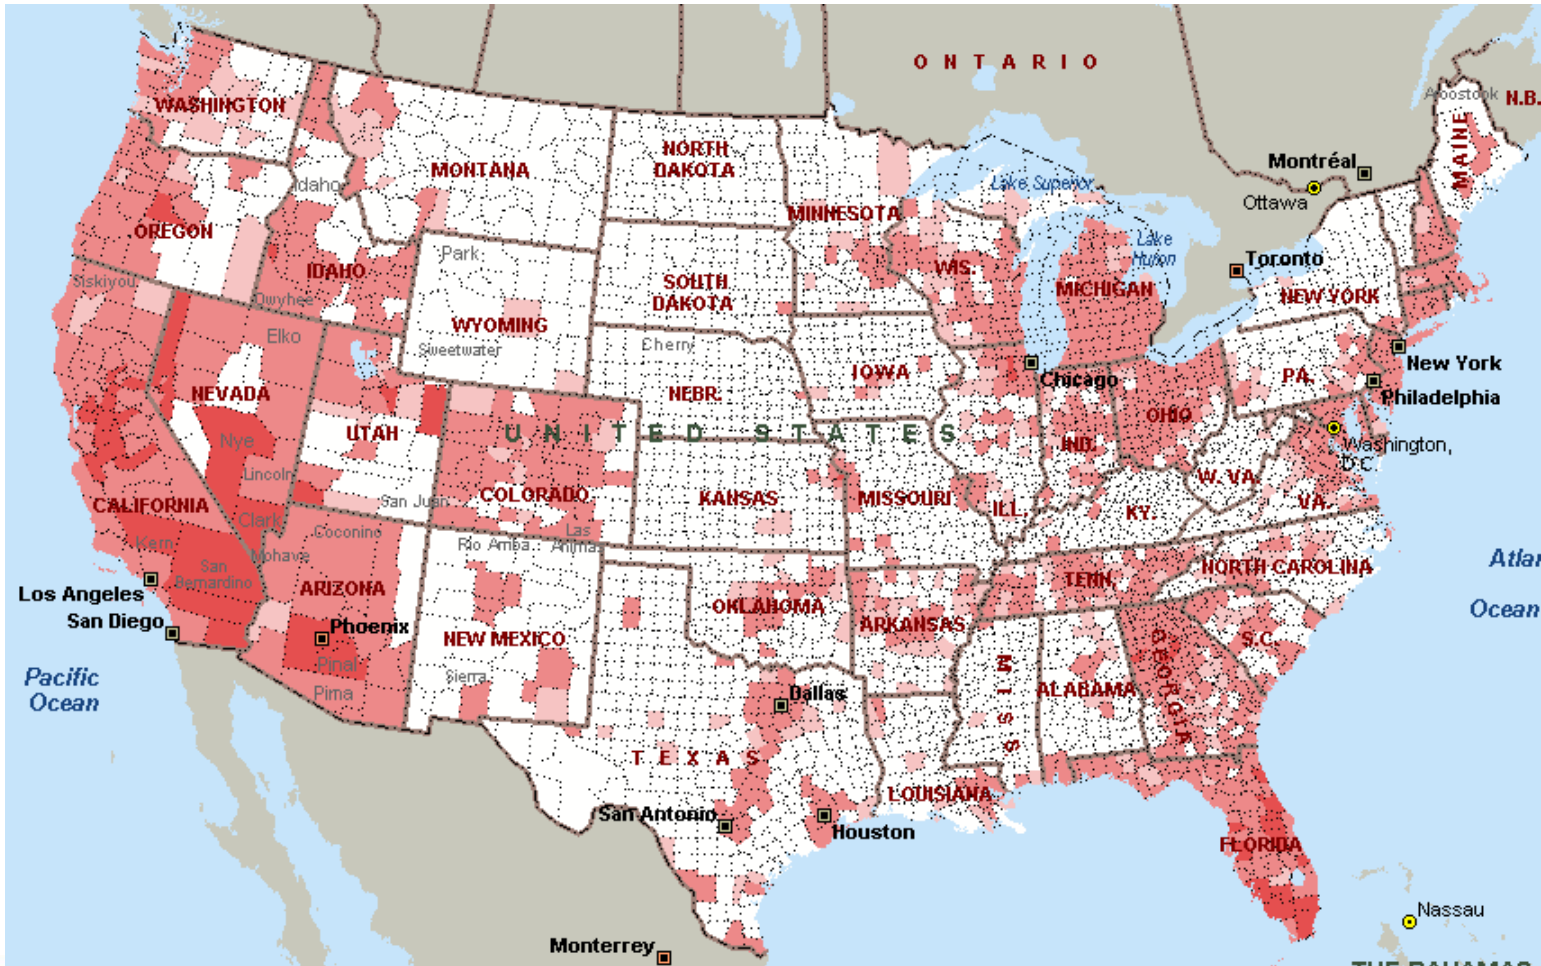 ONTARIO
Aroostook
N.B.
WASHINGTON
MAINE
Montréal
NORTH
DAKOTA
MONTANA
Lake Superior
Idaho
Ottawa
MINNESOTA
OREGON
Lake
Huron
Toronto
Park
IDAHO
WIS.
Siskiyou
SOUTH
DAKOTA
MICHIGAN
NEW YORK
Owyhee
WYOMING
Elko
Sweetwater
Cherry
New York
IOWA
PA.
Chicago
NEVADA
NEBR.
Philadelphia
OHIO
UTAH
UNITED STATES
Nye
IND.
Washington,
D.C.
Lincoln
W. VA.
COLORADO
KANSAS
MISSOURI
San Juan
VA.
CALIFORNIA
ILL.
KY.
Clark
Coconino
Las
Animas
Rio Arriba
Kern
Mohave
San
Bernardino
Atlan
NORTH CAROLINA
TENN.
Los Angeles
ARIZONA
OKLAHOMA
Ocean
San Diego
Phoenix
NEW MEXICO
ARKANSAS
S.C.
GEORGIA
Pacific
Ocean
Pinal
Sierra
MISS
ALABAMA
Pima
Dallas
TEXAS
LOUISIANA
San Antonio
Houston
FLORIDA
Nassau
Monterrey
THE BAHAMAS